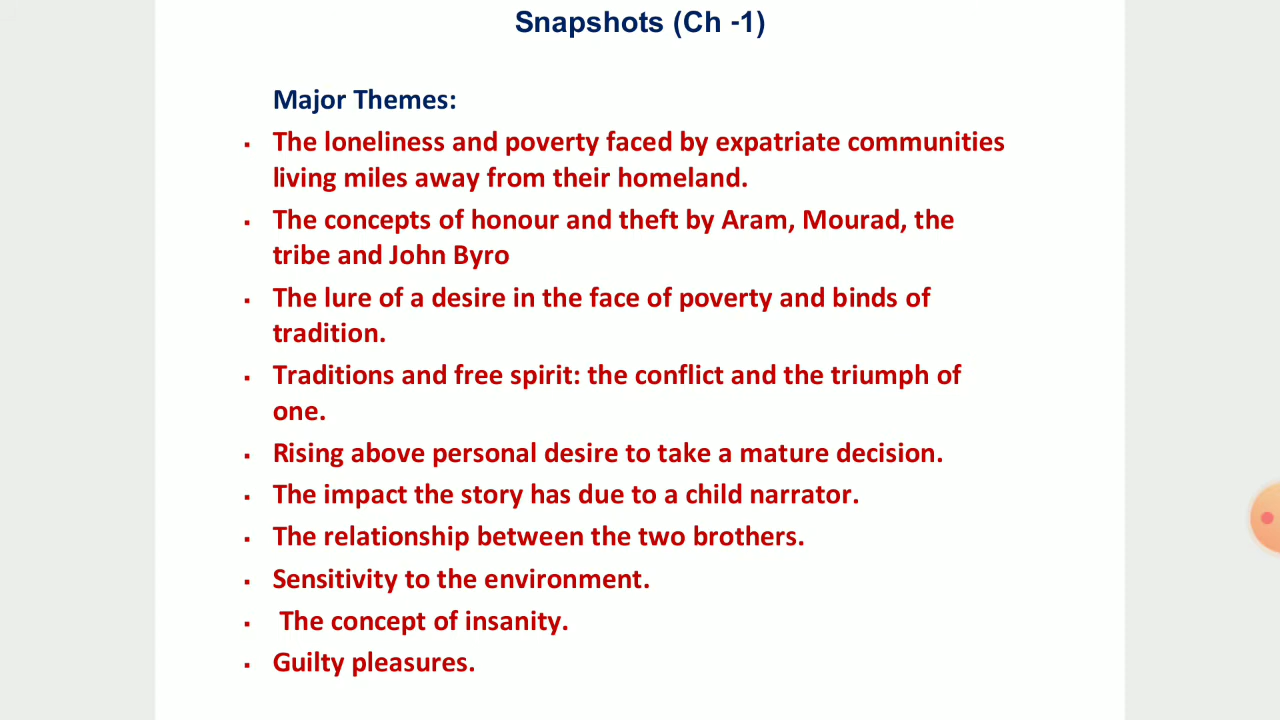 Snapshots (Ch -1)
Major Themes:
▪ The loneliness and poverty faced by expatriate communities
living miles away from their homeland.
▪ The concepts of honour and theft by Aram, Mourad, the
tribe and John Byro
▪ The lure of a desire in the face of poverty and binds of
tradition.
▪ Traditions and free spirit: the conflict and the triumph of
one.
▪ Rising above personal desire to take a mature decision.
▪ The impact the story has due to a child narrator.
▪ The relationship between the two brothers.
▪ Sensitivity to the environment.
▪ The concept of insanity.
▪ Guilty pleasures.